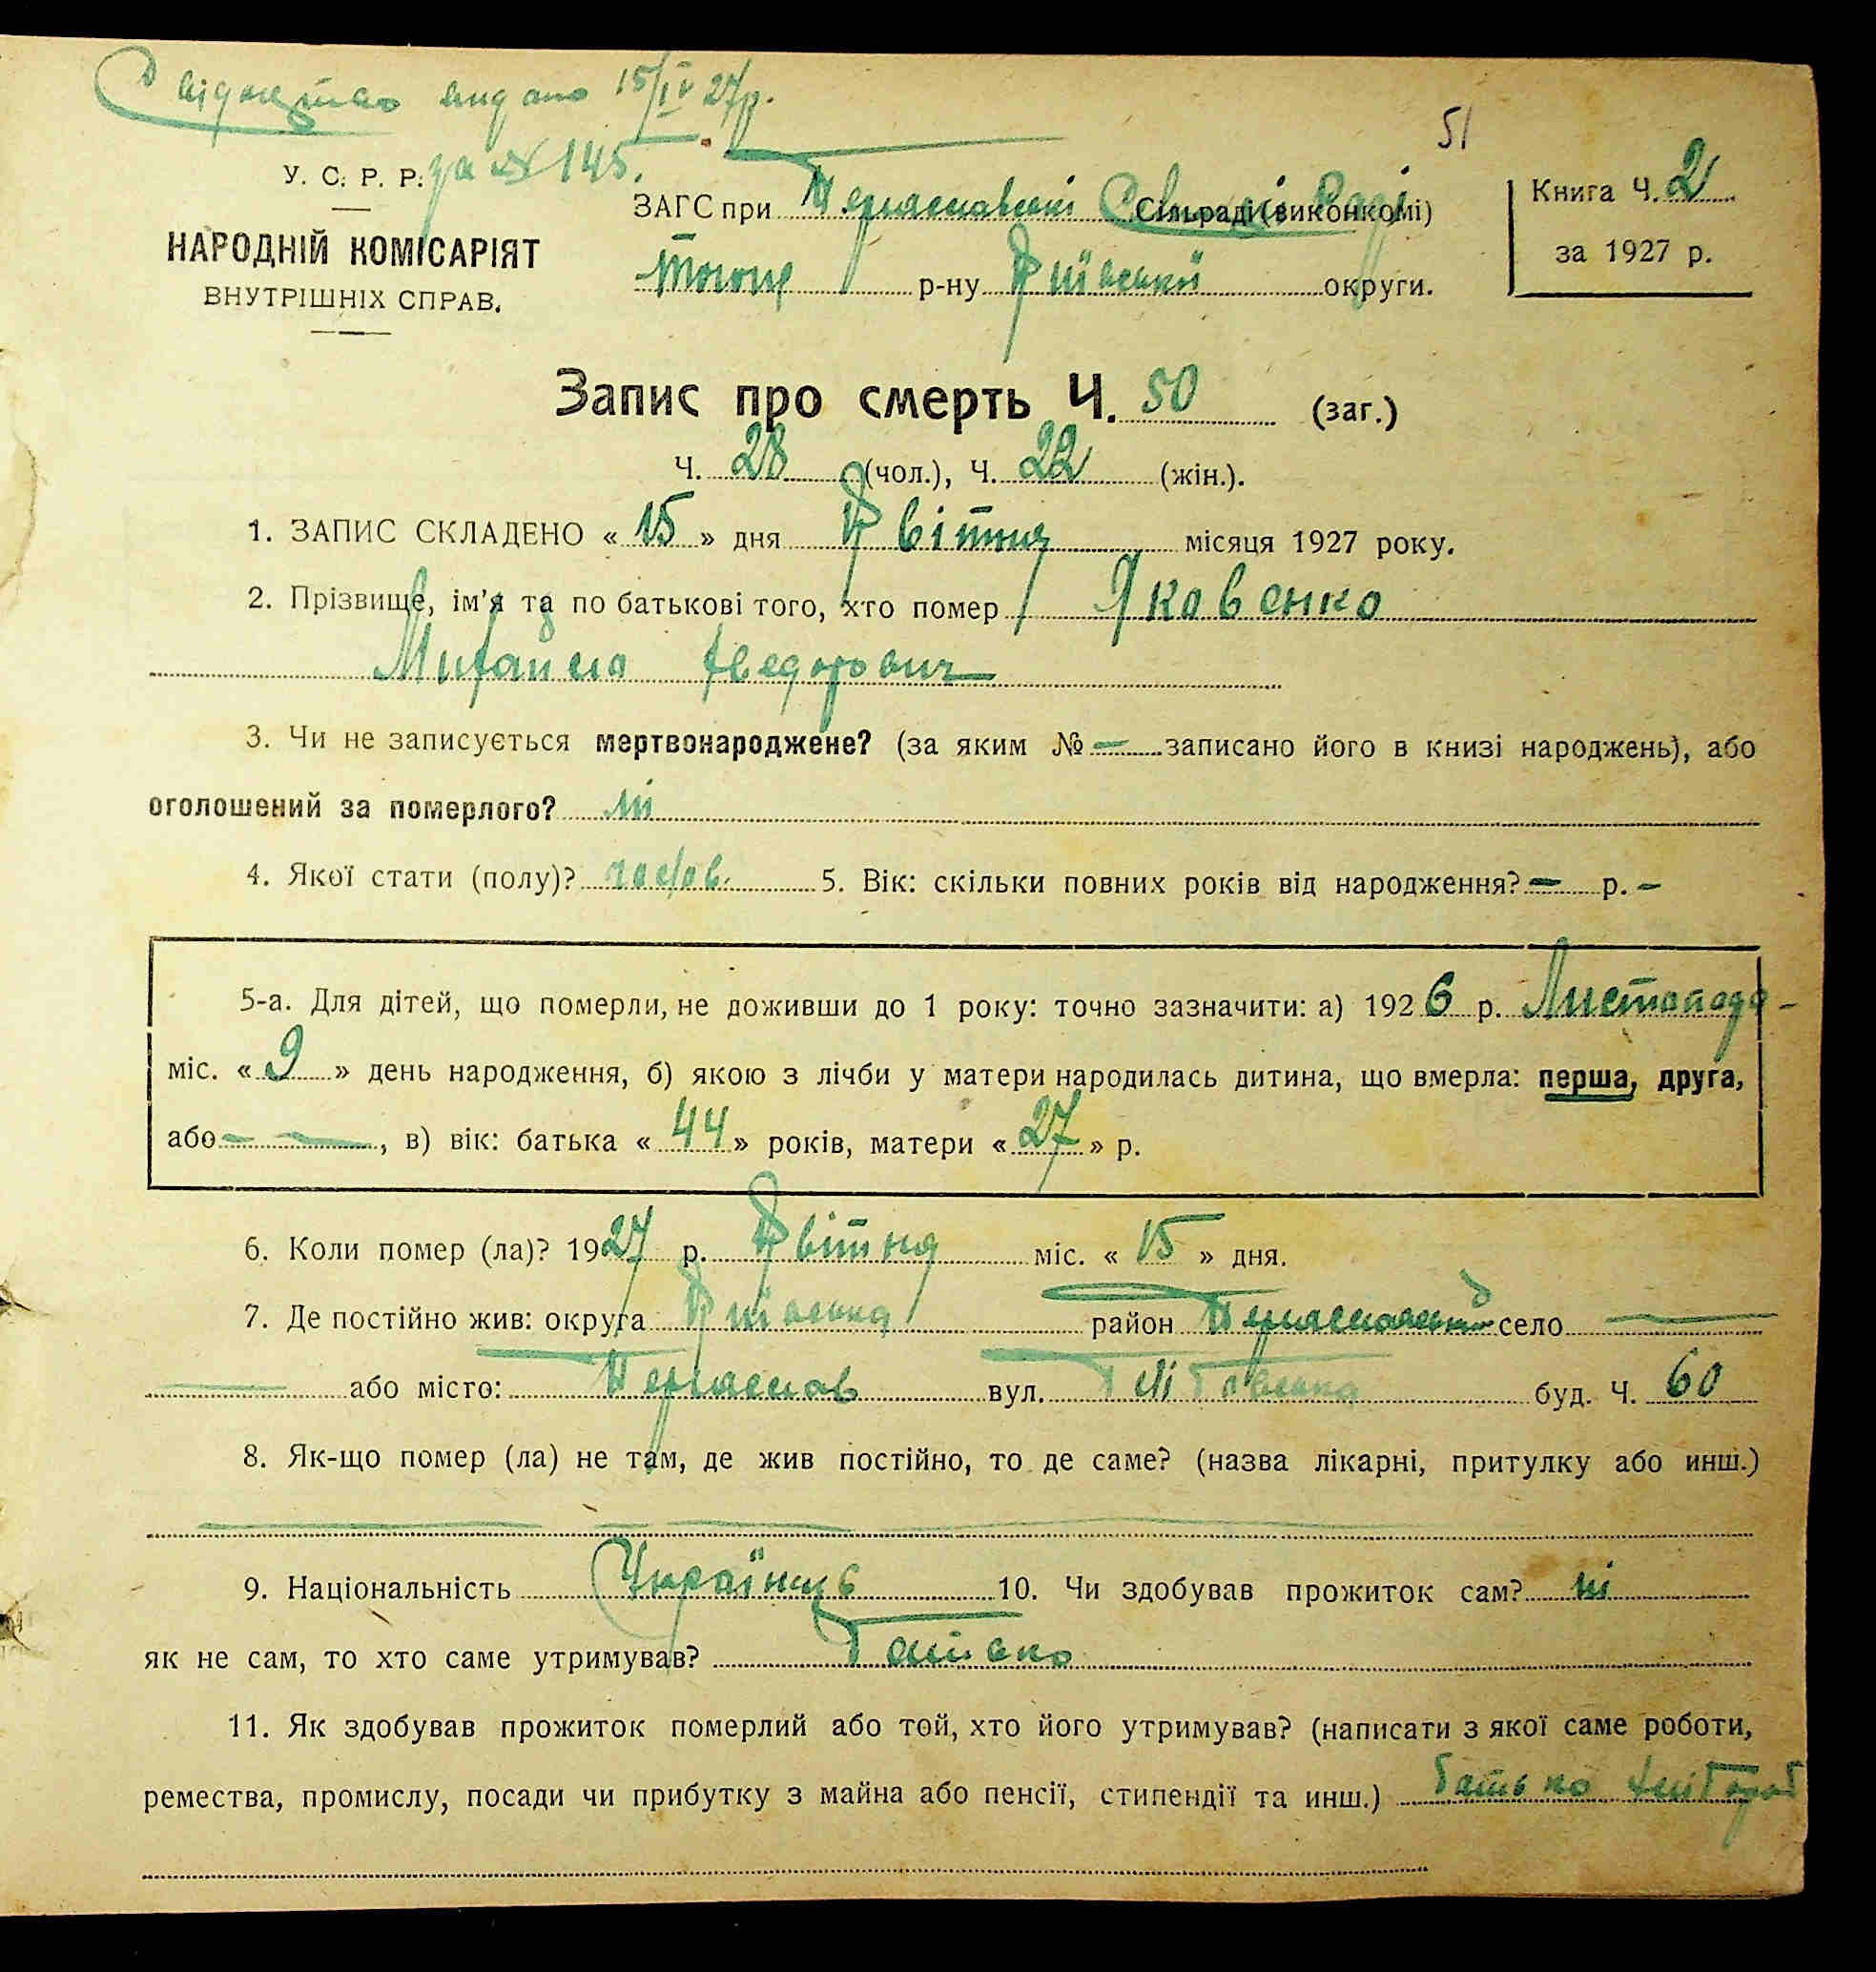 Свідоцтво видано 15/IV 27р.
за № 145.
51
У. С. Р. Р.
НАРОДНІЙ КОМІСАРІЯТ
ВНУТРІШНІХ СПРАВ.
ЗАГС при Переяславській Сільраді (виконкомі)
того ж р-ну Київської округи.
Книга Ч. 2
за 1927 р.
Запис про смерть Ч. 50 (заг.)
Ч. 28 (чол.), Ч. 22 (жін.).
1. ЗАПИС СКЛАДЕНО « 15 » дня Квітня місяця 1927 року.
2. Прізвище, ім'я та по батькові того, хто помер Яковенко
Михайло Федорович
3. Чи не записується мертвонароджене? (за яким № — записано його в книзі народжень), або
оголошений за померлого? ні
4. Якої стати (полу)? чолов. 5. Вік: скільки повних років від народження? — р. —
5-а. Для дітей, що померли, не доживши до 1 року: точно зазначити: а) 1926 р. Листопада
міс. « 9 » день народження, б) якою з лічби у матери народилась дитина, що вмерла: перша, друга,
або — —, в) вік: батька « 44 » років, матери « 27 » р.
6. Коли помер (ла)? 1927 р. Квітня міс. « 15 » дня.
7. Де постійно жив: округа Київська район Переяславськ село —
— або місто: Переяслав вул. буд. Ч. 60
8. Як-що помер (ла) не там, де жив постійно, то де саме? (назва лікарні, притулку або инш.)
— — —
9. Національність Українець 10. Чи здобував прожиток сам? ні
як не сам, то хто саме утримував? Батько
11. Як здобував прожиток померлий або той, хто його утримував? (написати з якої саме роботи,
ремества, промислу, посади чи прибутку з майна або пенсії, стипендії та инш.) батько хлібороб